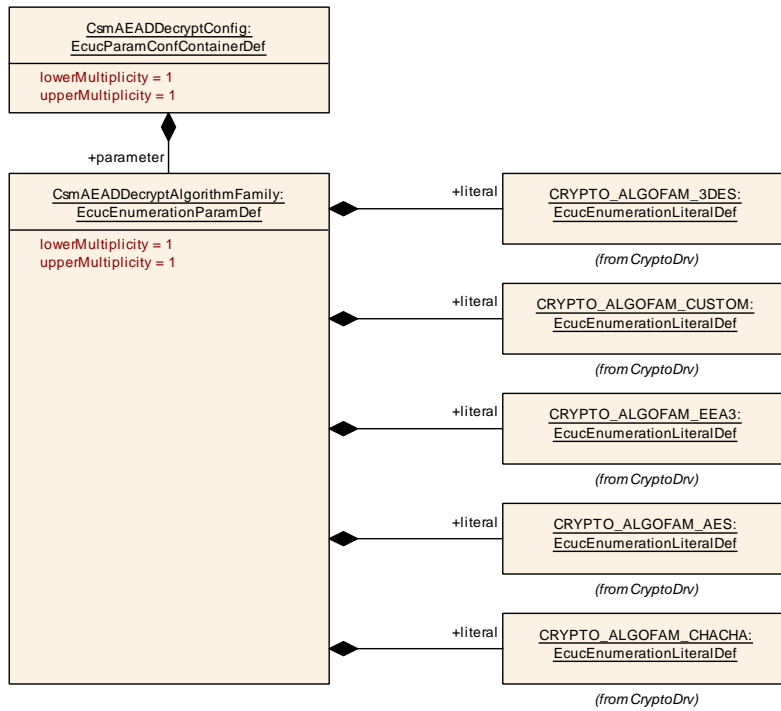 CsmAEADDecryptConfig:
EcucParamConfContainerDef
lowerMultiplicity = 1
upperMultiplicity = 1
+parameter
CsmAEADDecryptAlgorithmFamily:
EcucEnumerationParamDef
lowerMultiplicity = 1
upperMultiplicity = 1
+literal
CRYPTO_ALGOFAM_3DES:
EcucEnumerationLiteralDef
(from CryptoDrv)
+literal
CRYPTO_ALGOFAM_CUSTOM:
EcucEnumerationLiteralDef
(from CryptoDrv)
+literal
CRYPTO_ALGOFAM_EEA3:
EcucEnumerationLiteralDef
(from CryptoDrv)
+literal
CRYPTO_ALGOFAM_AES:
EcucEnumerationLiteralDef
(from CryptoDrv)
+literal
CRYPTO_ALGOFAM_CHACHA:
EcucEnumerationLiteralDef
(from CryptoDrv)